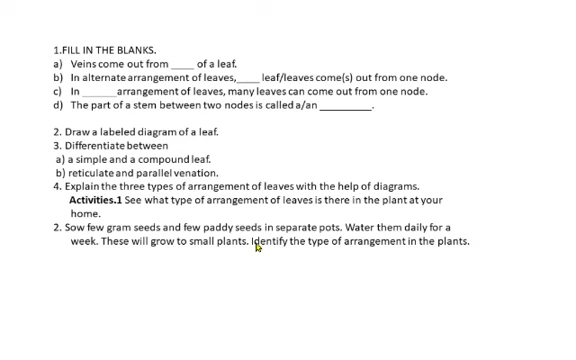 1.FILL IN THE BLANKS.
a) Veins come out from ____ of a leaf.
b) In alternate arrangement of leaves,____ leaf/leaves come(s) out from one node.
c) In ______arrangement of leaves, many leaves can come out from one node.
d) The part of a stem between two nodes is called a/an _________.
2. Draw a labeled diagram of a leaf.
3. Differentiate between
a) a simple and a compound leaf.
b) reticulate and parallel venation.
4. Explain the three types of arrangement of leaves with the help of diagrams.
Activities.1 See what type of arrangement of leaves is there in the plant at your
home.
2. Sow few gram seeds and few paddy seeds in separate pots. Water them daily for a
week. These will grow to small plants. Identify the type of arrangement in the plants.